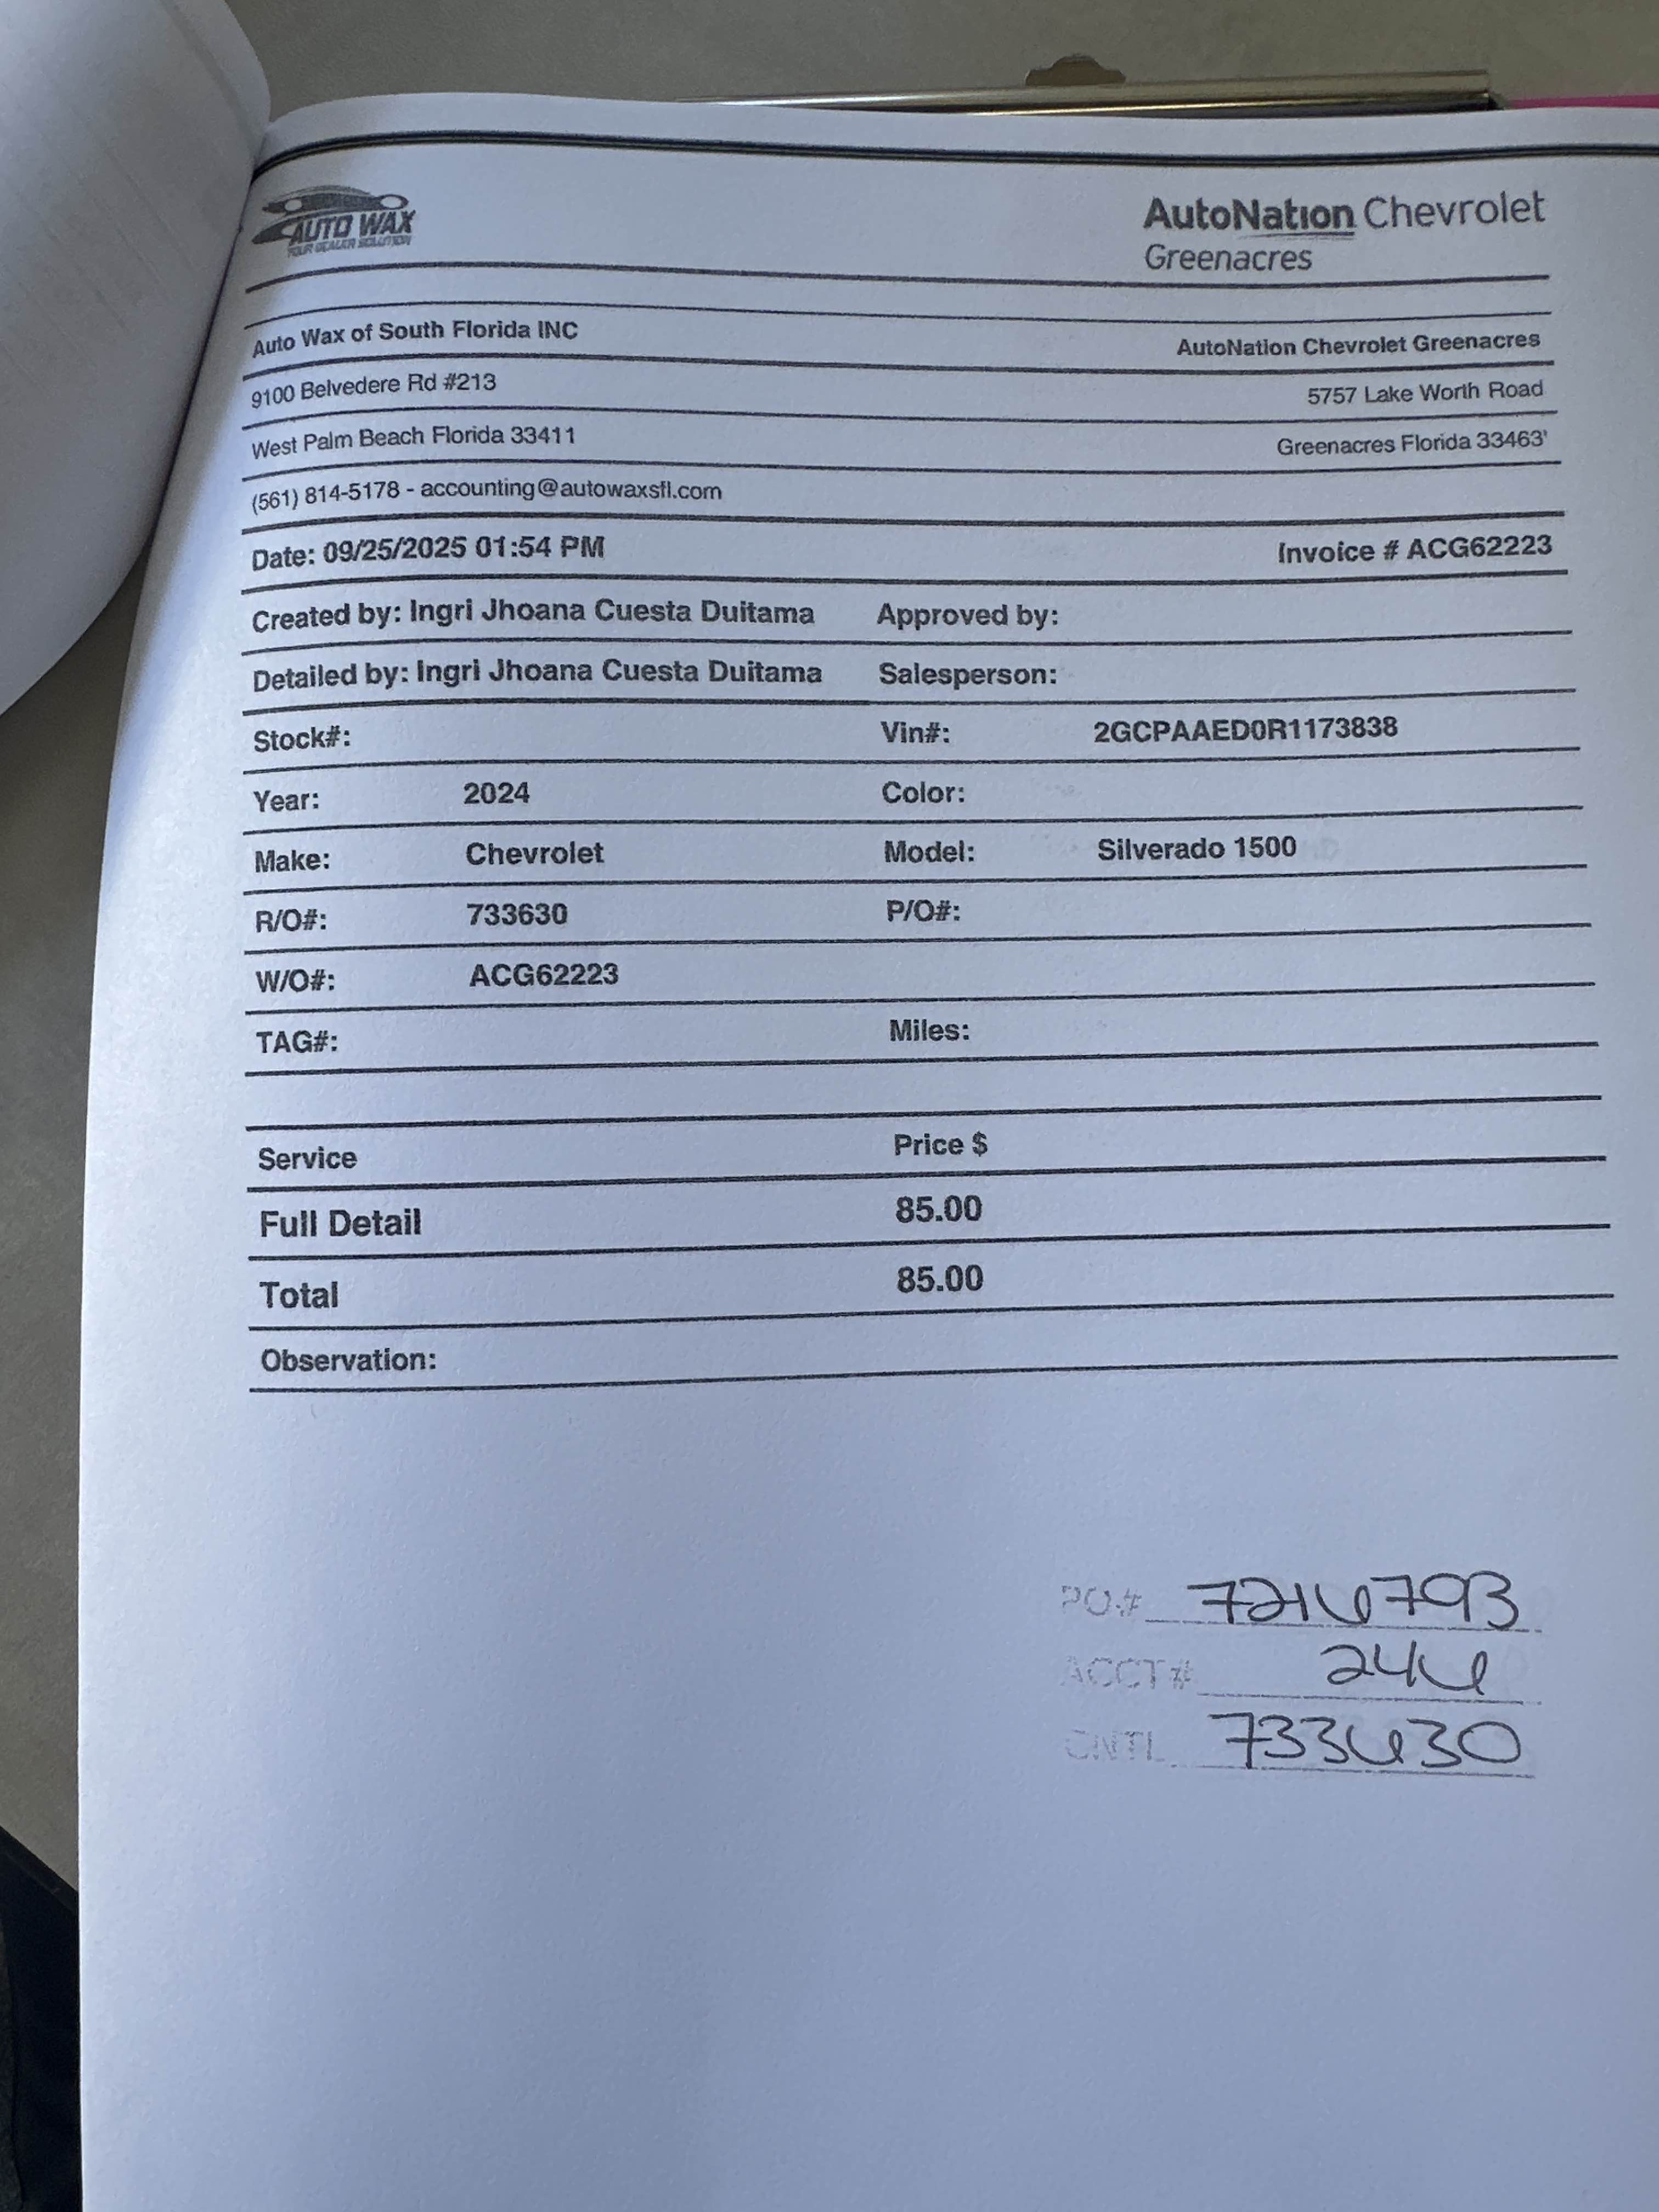 AUTO WAX
YOUR DEALER SOLUTION
AutoNation Chevrolet
Greenacres
Auto Wax of South Florida INC AutoNation Chevrolet Greenacres
9100 Belvedere Rd #213 5757 Lake Worth Road
West Palm Beach Florida 33411 Greenacres Florida 33463'
(561) 814-5178 - accounting@autowaxsfl.com
Date: 09/25/2025 01:54 PM Invoice # ACG62223
Created by: Ingri Jhoana Cuesta Duitama Approved by:
Detailed by: Ingri Jhoana Cuesta Duitama Salesperson:
Stock#: Vin#: 2GCPAAED0R1173838
Year: 2024 Color:
Make: Chevrolet Model: Silverado 1500
R/O#: 733630 P/O#:
W/O#: ACG62223
TAG#: Miles:
Service Price $
Full Detail 85.00
Total 85.00
Observation:
PO# 7216793
ACCT# 246
CNTL 733630